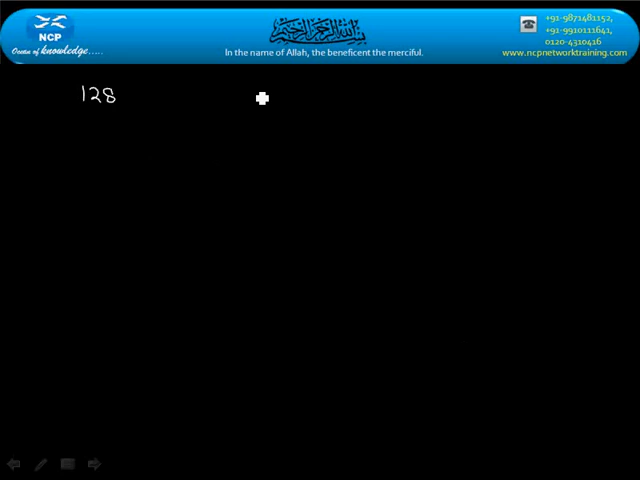 NCP
Ocean of knowledge.....
بسم الله الرحمن الرحيم
In the name of Allah, the beneficent the merciful.
+91-9871481152,
+91-9910111641,
0120-4310416
www.ncpnetworktraining.com
128